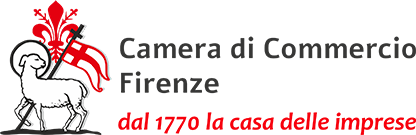 Camera di Commercio
Firenze
dal 1770 la casa delle imprese